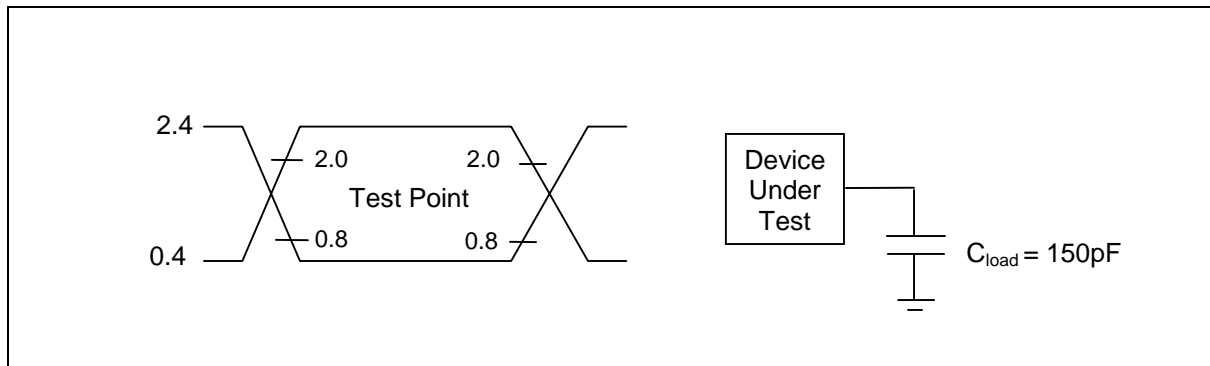 2.4
2.0
2.0
Test Point
0.8
0.8
0.4
Device
Under
Test
Cload = 150pF